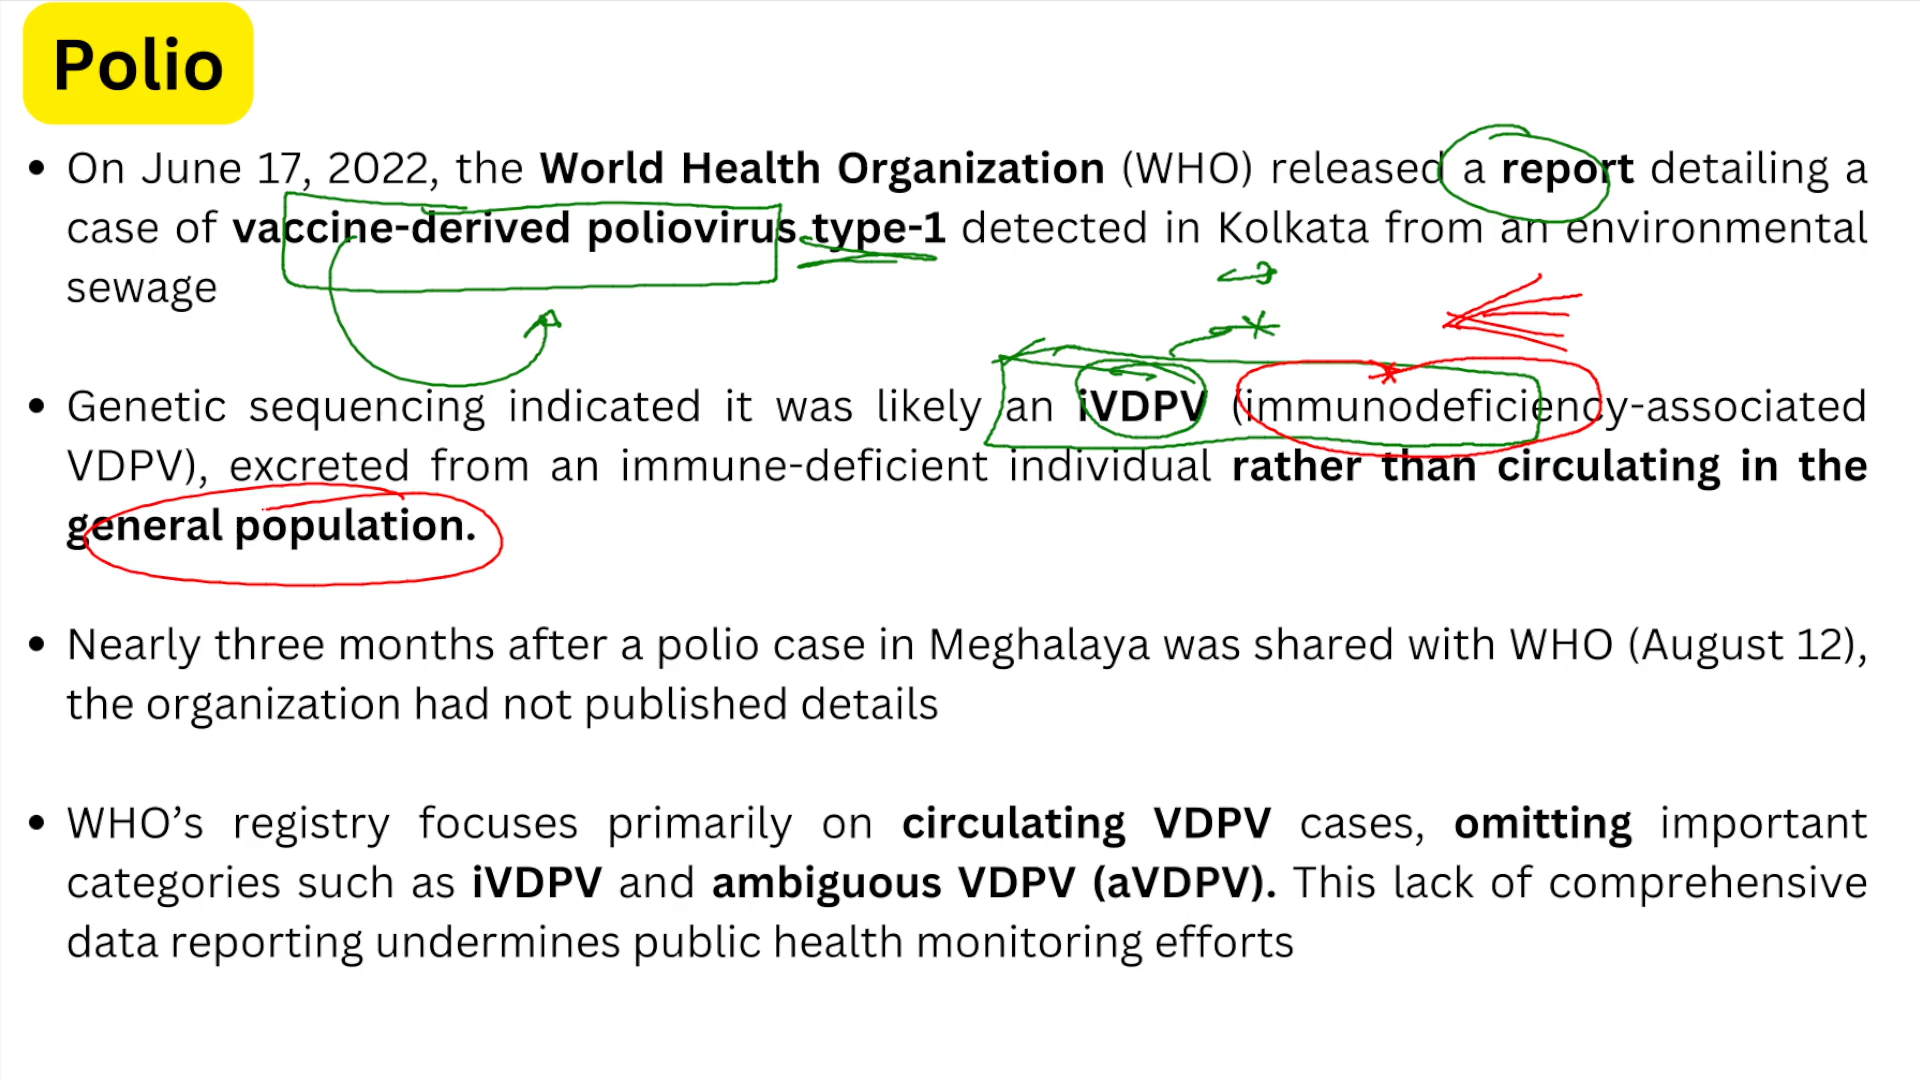 Polio
• On June 17, 2022, the World Health Organization (WHO) released a report detailing a
case of vaccine-derived poliovirus type-1 detected in Kolkata from an environmental
sewage
• Genetic sequencing indicated it was likely an iVDPV (immunodeficiency-associated
VDPV), excreted from an immune-deficient individual rather than circulating in the
general population.
• Nearly three months after a polio case in Meghalaya was shared with WHO (August 12),
the organization had not published details
• WHO’s registry focuses primarily on circulating VDPV cases, omitting important
categories such as iVDPV and ambiguous VDPV (aVDPV). This lack of comprehensive
data reporting undermines public health monitoring efforts